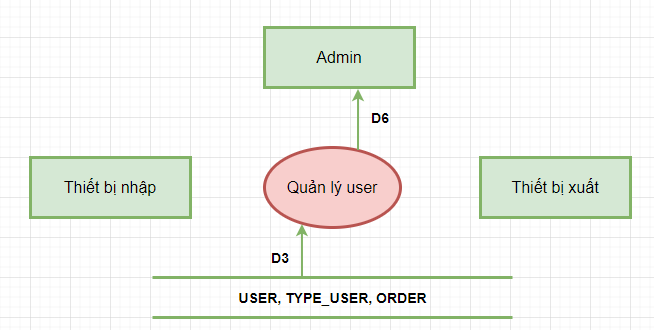 Admin
D6
Thiết bị nhập
Quản lý user
Thiết bị xuất
D3
USER, TYPE_USER, ORDER